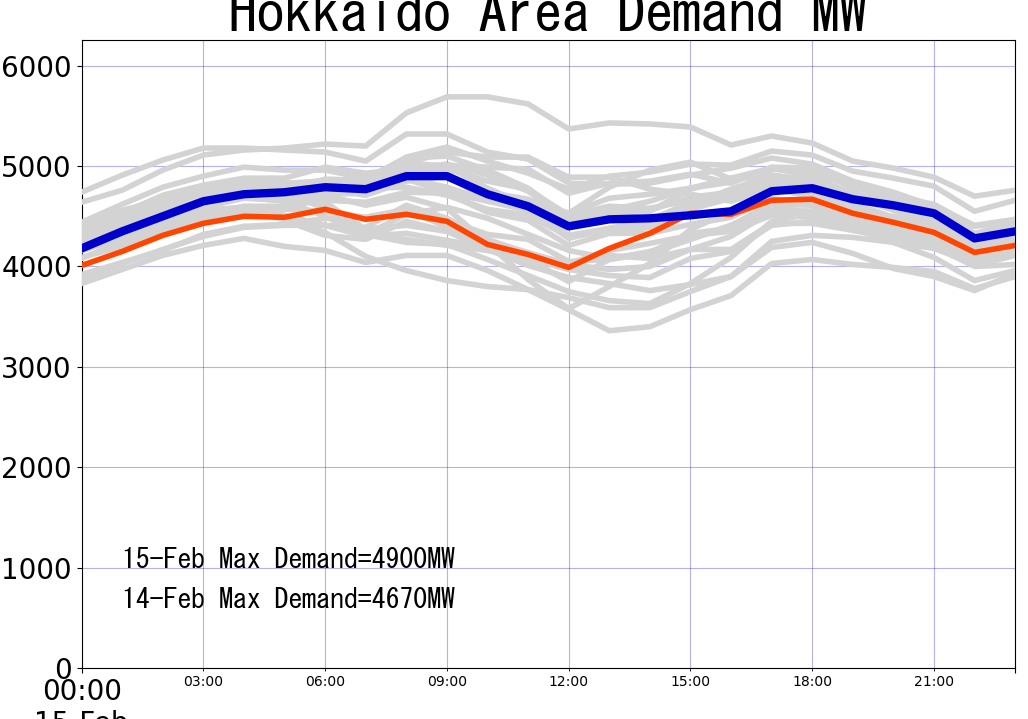 Hokkaido Area Demand MW
6000
5000
4000
3000
2000
1000
0
15-Feb Max Demand=4900MW
14-Feb Max Demand=4670MW
00:00 03:00 06:00 09:00 12:00 15:00 18:00 21:00
15-Feb